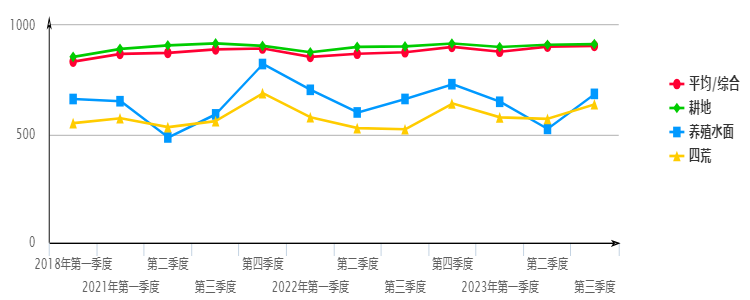 1000
500
0
平均/综合
耕地
养殖水面
四荒
2018年第一季度
第二季度
第四季度
第二季度
第四季度
第二季度
2021年第一季度
第三季度
2022年第一季度
第三季度
2023年第一季度
第三季度